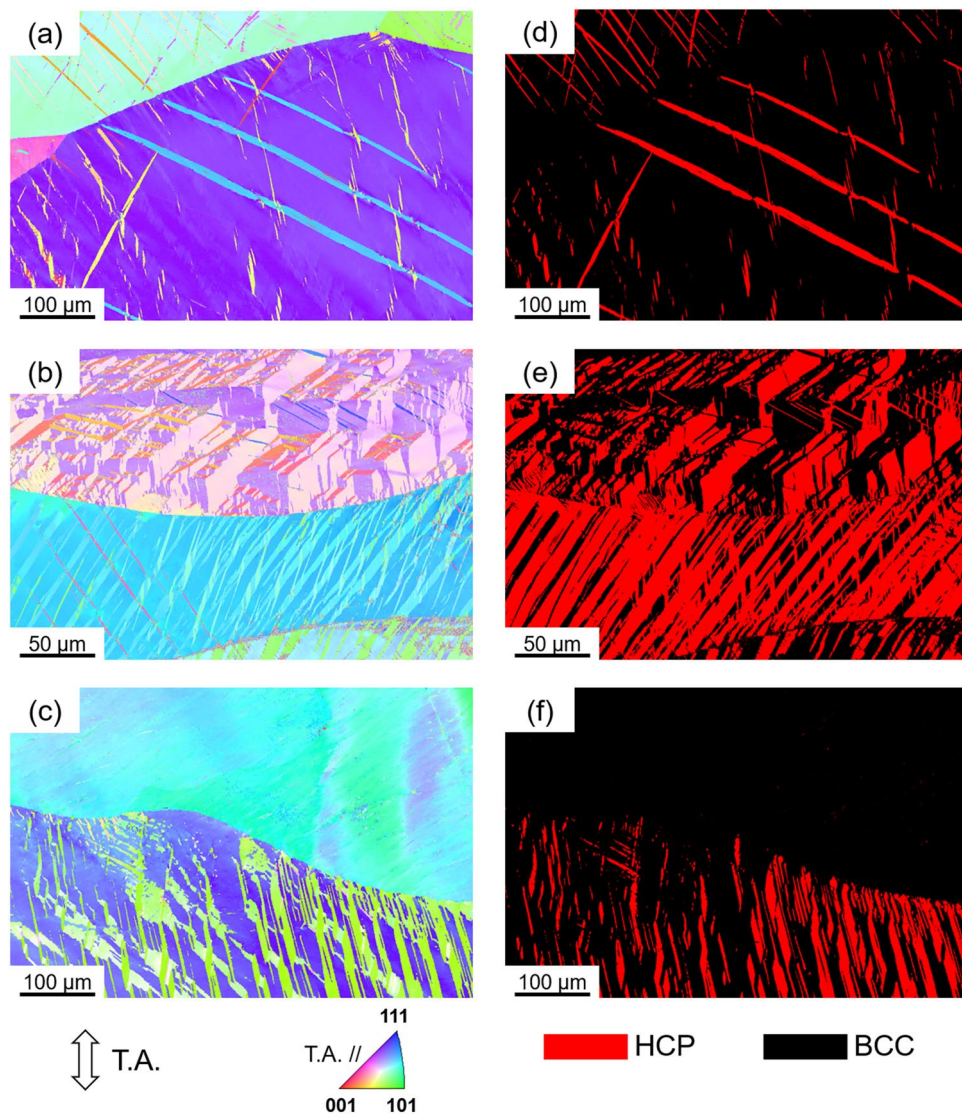 (a)
(d)
100 µm
100 µm
(b)
(e)
50 µm
50 µm
(c)
(f)
100 µm
100 µm
T.A.
T.A. //
111
001
101
HCP
BCC